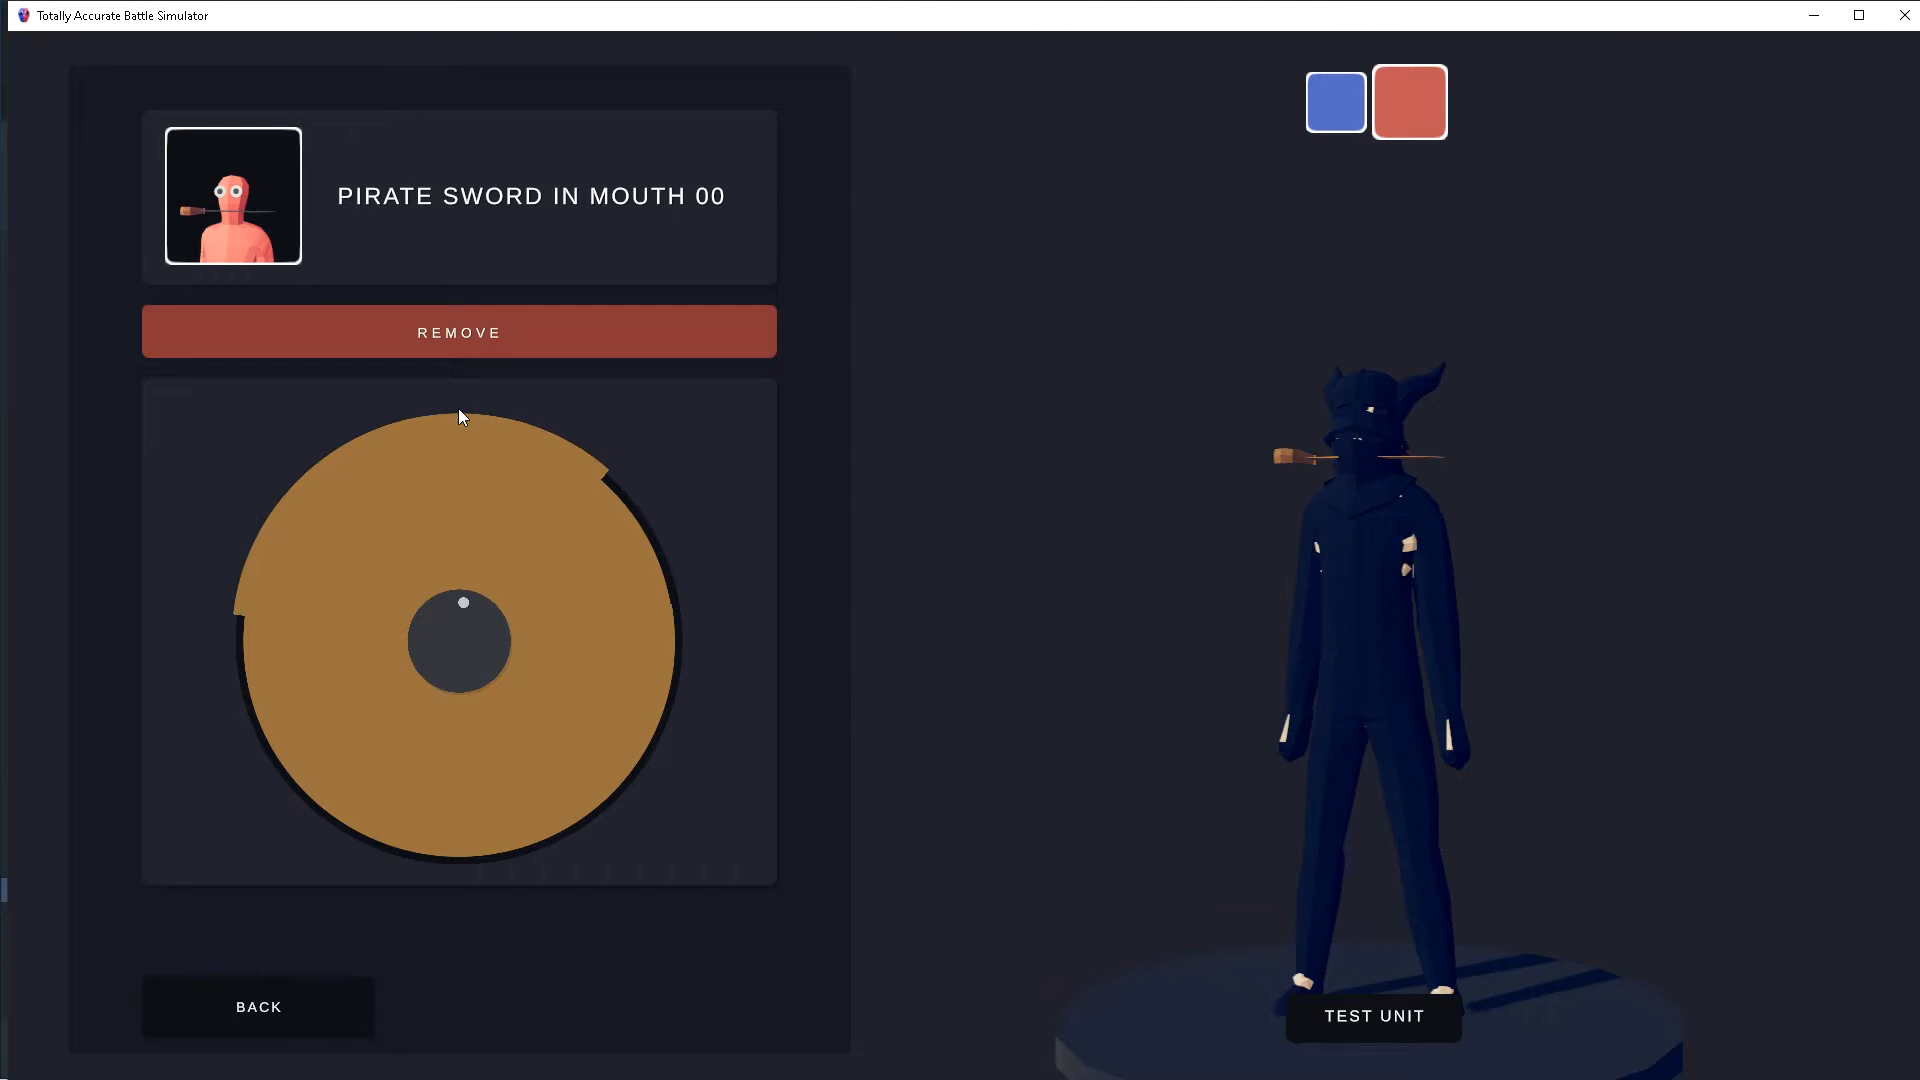 Totally Accurate Battle Simulator
PIRATE SWORD IN MOUTH 00
REMOVE
BACK
TEST UNIT